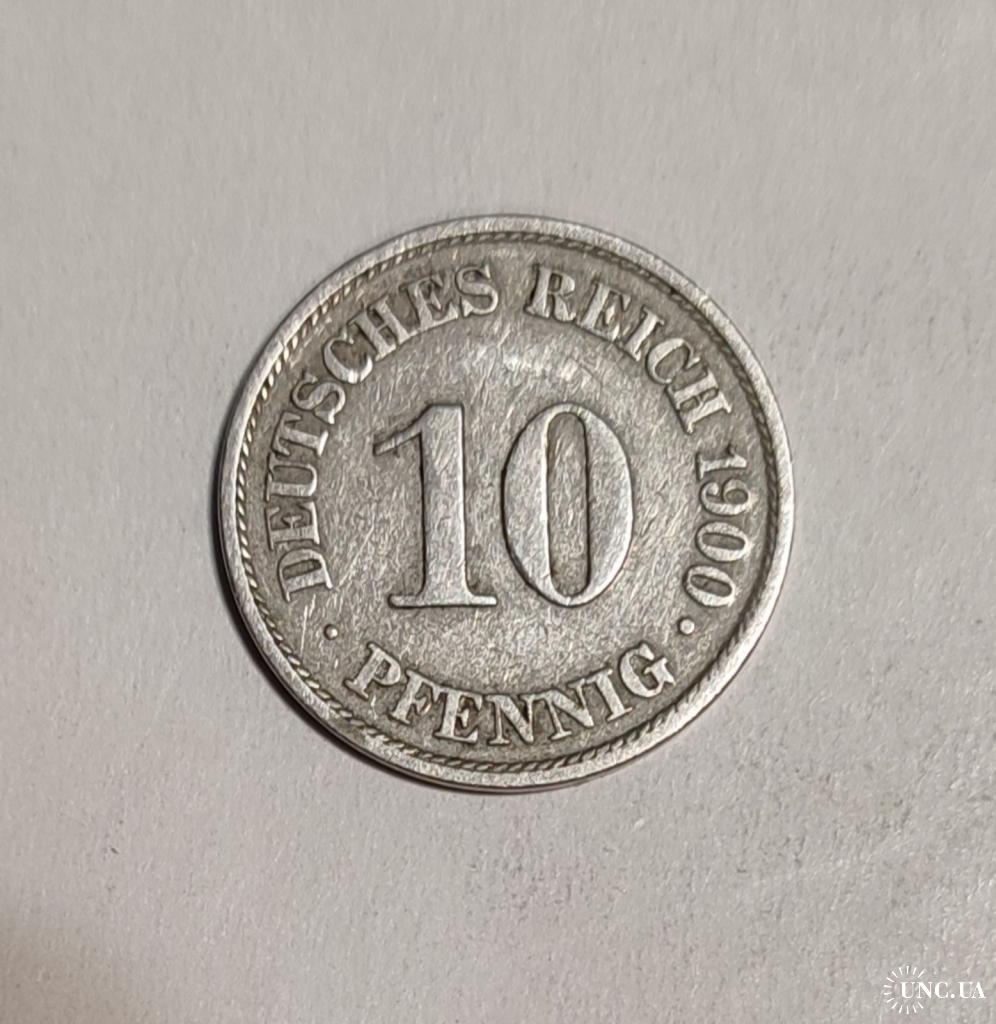 DEUTSCHES REICH 1900
10
· PFENNIG ·
UNC.UA